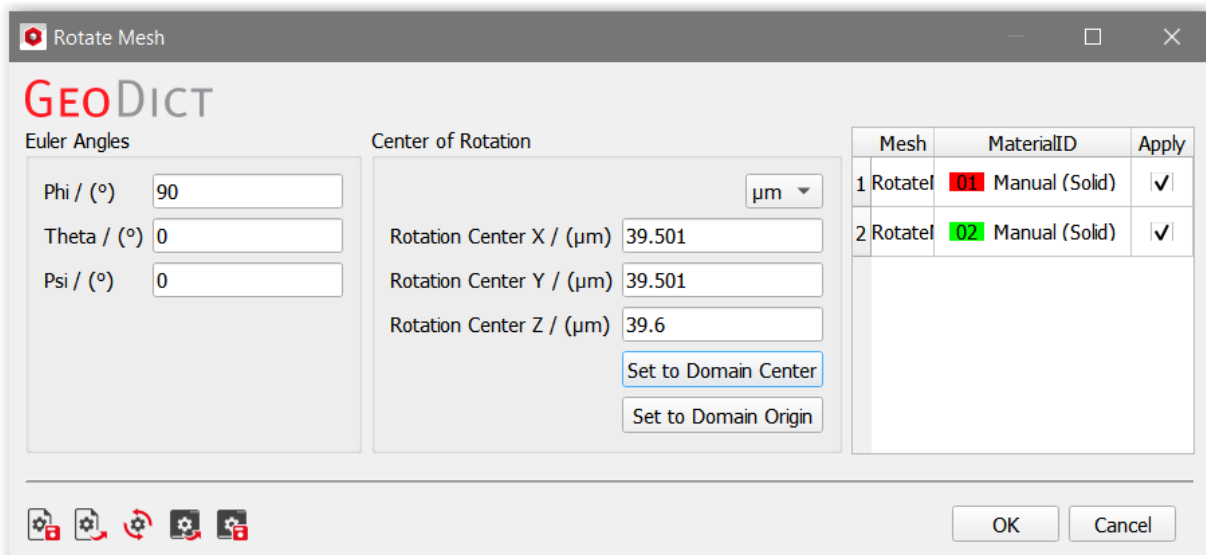 Rotate Mesh
GEODICT
Euler Angles
Phi / (°) 90
Theta / (°) 0
Psi / (°) 0
Center of Rotation
µm
Rotation Center X / (µm) 39.501
Rotation Center Y / (µm) 39.501
Rotation Center Z / (µm) 39.6
Set to Domain Center
Set to Domain Origin
Mesh MaterialID Apply
1 Rotate 01 Manual (Solid)
2 Rotate 02 Manual (Solid)
OK Cancel